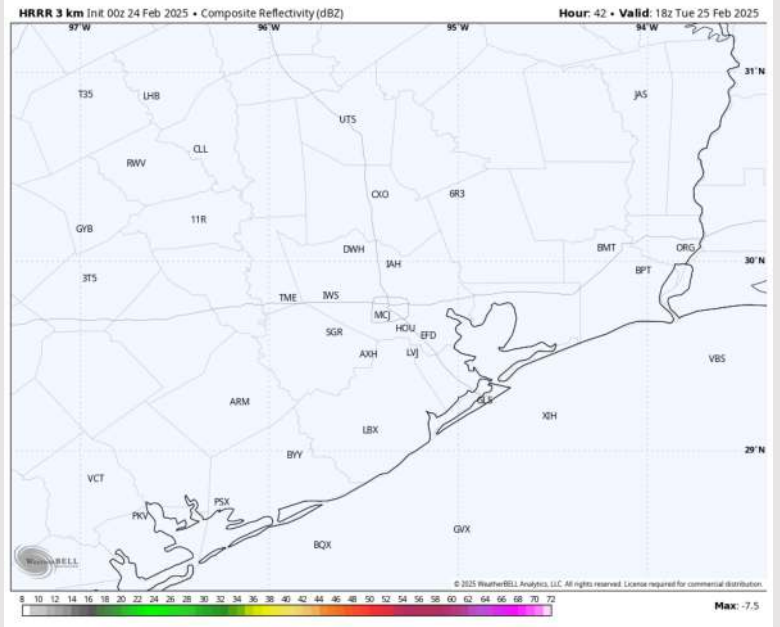 HRRR 3 km Init 00z 24 Feb 2025 • Composite Reflectivity (dBZ) Hour: 42 • Valid: 18z Tue 25 Feb 2025
97°W 96°W 95°W 94°W
31°N
T35 LHB JAS
UTS
CLL
RWV
CXO 6R3
11R
GYB
DWH BMT ORG
30°N
IAH
BPT
3T5
TME IWS
MCJ
SGR HOU EFD
AXH LVJ
VBS
ARM GLS
XIH
LBX
29°N
BYY
VCT
PSX
PKV
GVX
BQX
WeatherBELL
© 2025 WeatherBELL Analytics, LLC. All rights reserved. License required for commercial distribution.
8 10 12 14 16 18 20 22 24 26 28 30 32 34 36 38 40 42 44 46 48 50 52 54 56 58 60 62 64 66 68 70 72
Max: -7.5